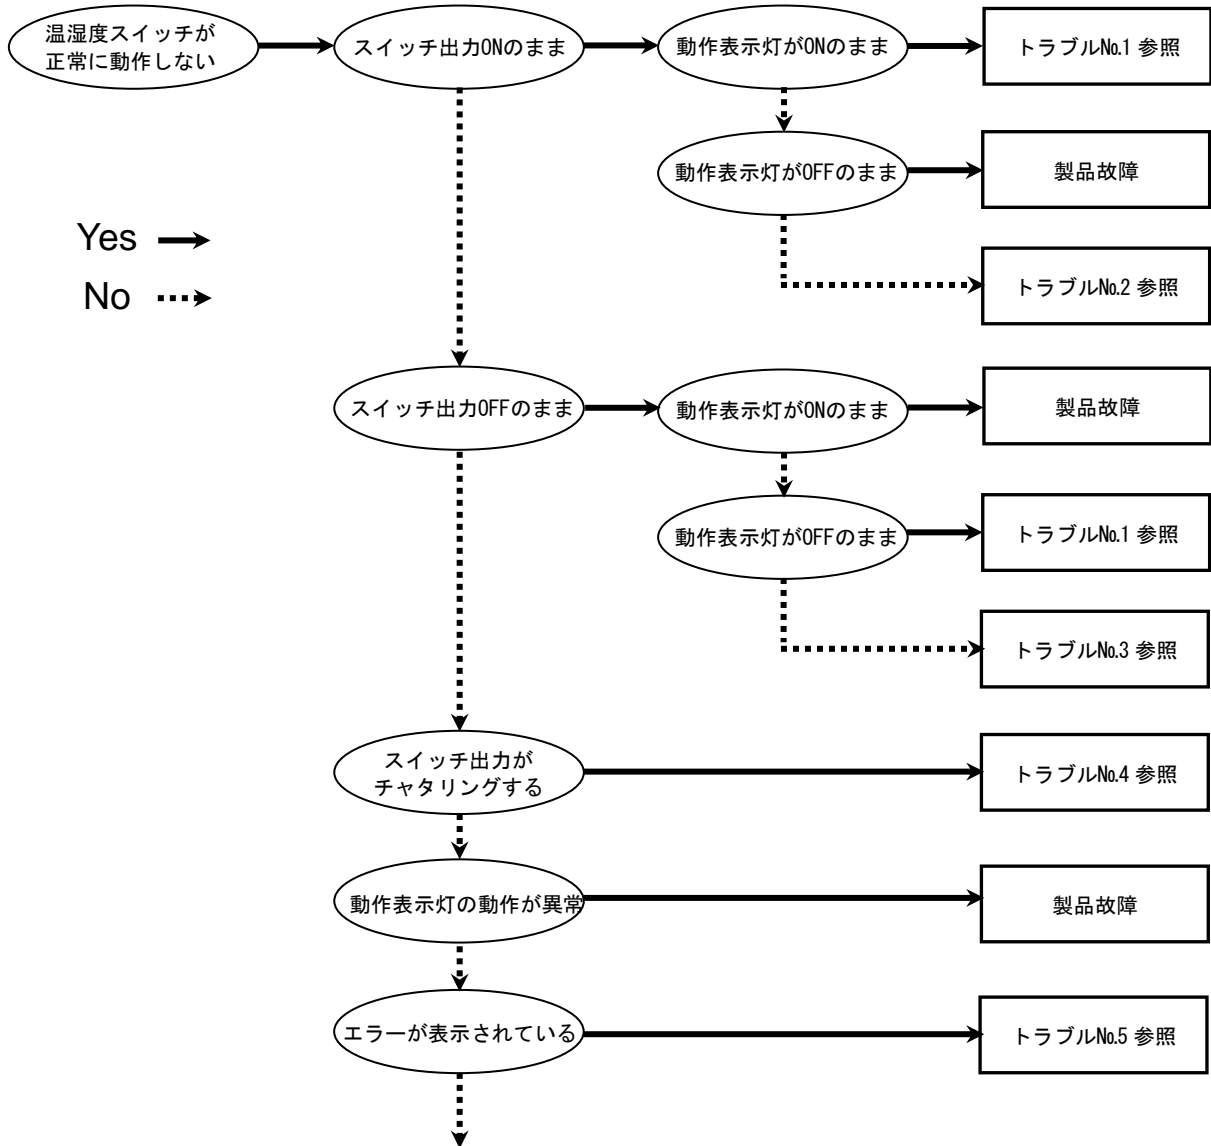 温湿度スイッチが
正常に動作しない
スイッチ出力ONのまま
動作表示灯がONのまま
トラブル№1 参照
動作表示灯がOFFのまま
製品故障
Yes
No
トラブル№2 参照
スイッチ出力OFFのまま
動作表示灯がONのまま
製品故障
動作表示灯がOFFのまま
トラブル№1 参照
トラブル№3 参照
スイッチ出力が
チャタリングする
トラブル№4 参照
動作表示灯の動作が異常
製品故障
エラーが表示されている
トラブル№5 参照